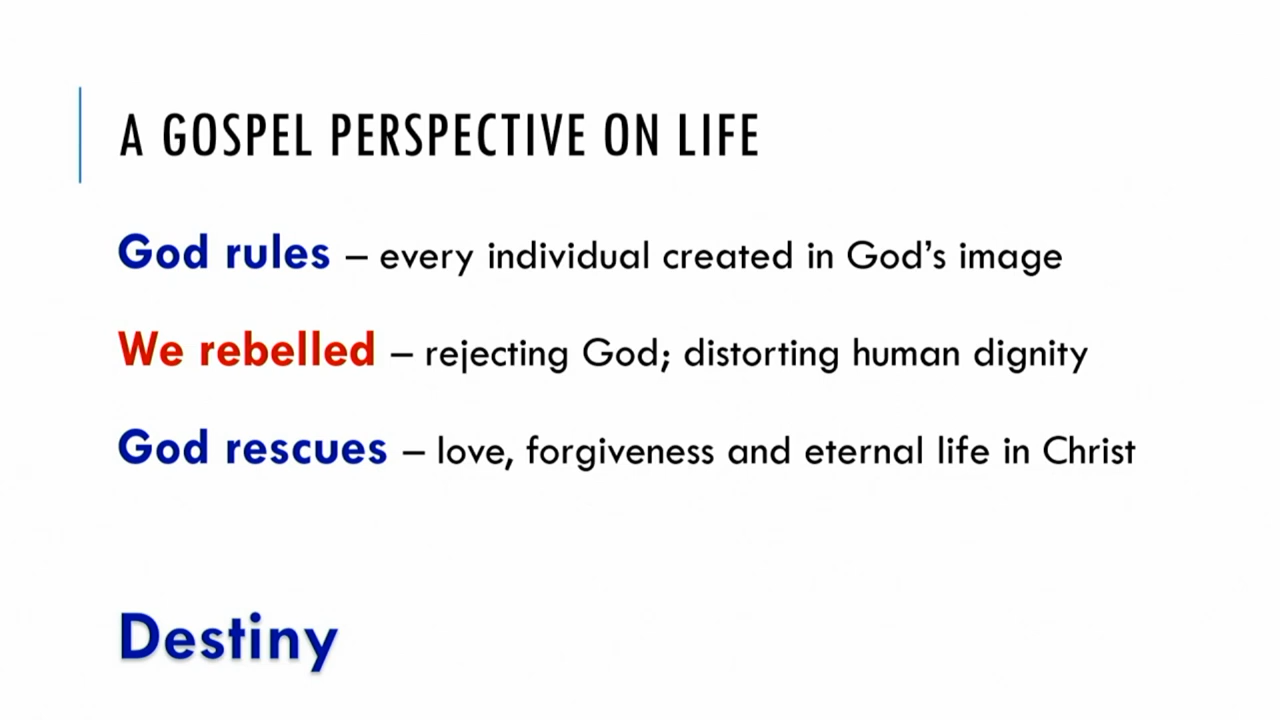 A GOSPEL PERSPECTIVE ON LIFE
God rules – every individual created in God’s image
We rebelled – rejecting God; distorting human dignity
God rescues – love, forgiveness and eternal life in Christ
Destiny